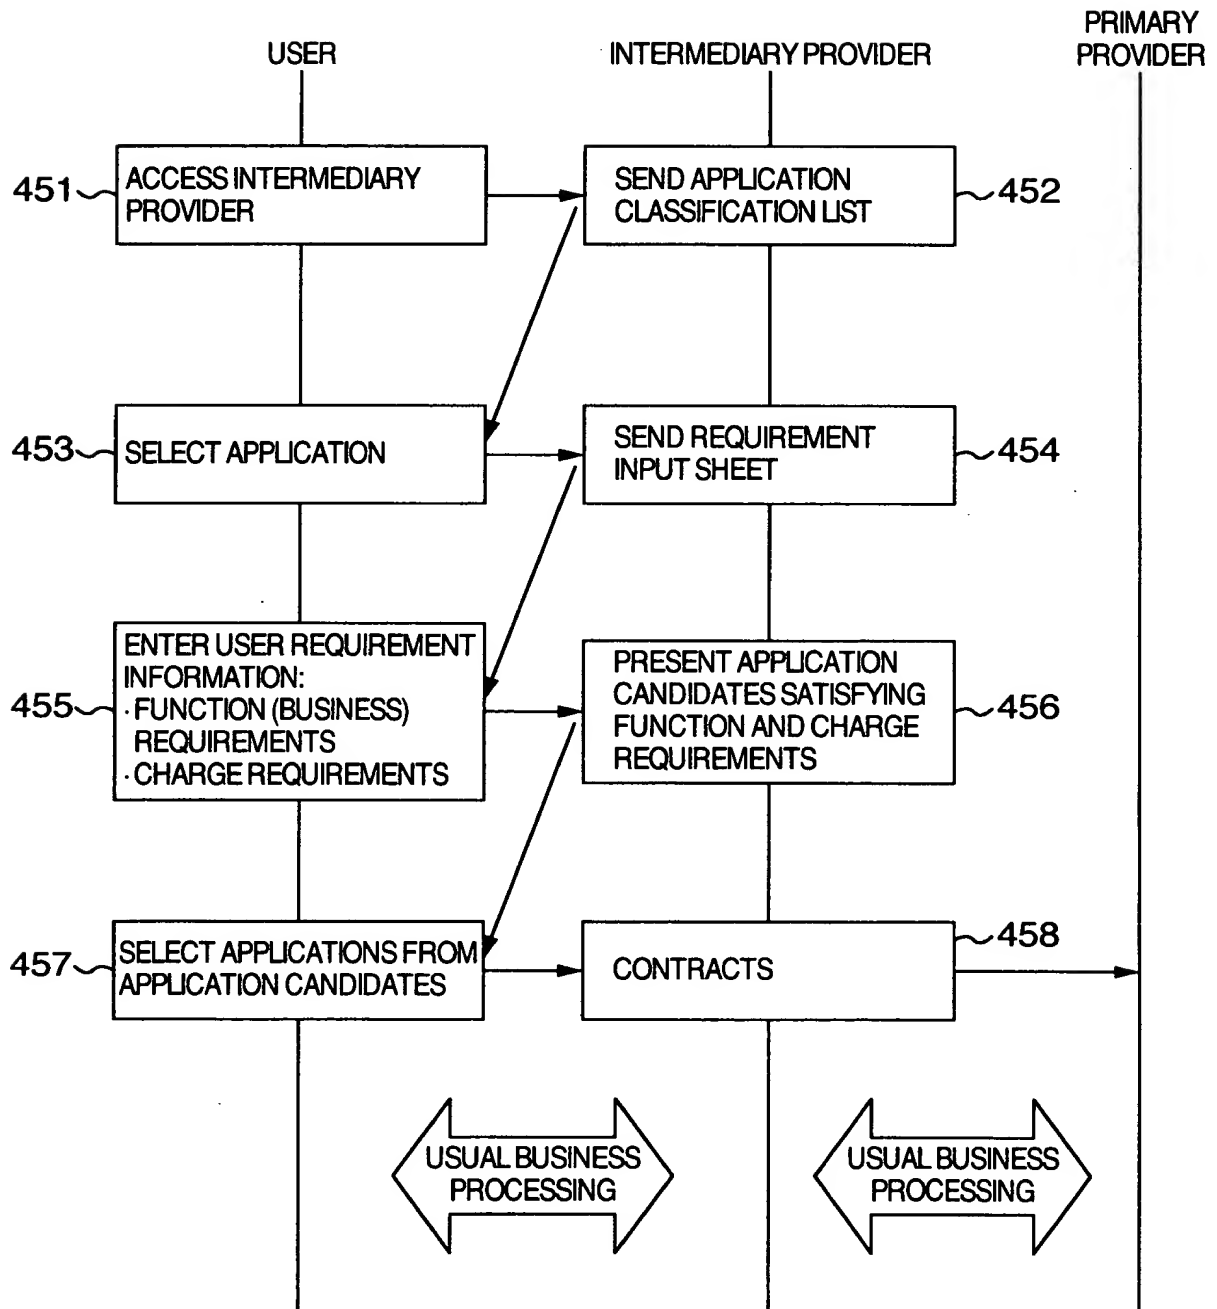 PRIMARY
PROVIDER
USER
INTERMEDIARY PROVIDER
451
ACCESS INTERMEDIARY
PROVIDER
SEND APPLICATION
CLASSIFICATION LIST
452
453
SELECT APPLICATION
SEND REQUIREMENT
INPUT SHEET
454
455
ENTER USER REQUIREMENT
INFORMATION:
· FUNCTION (BUSINESS)
REQUIREMENTS
· CHARGE REQUIREMENTS
PRESENT APPLICATION
CANDIDATES SATISFYING
FUNCTION AND CHARGE
REQUIREMENTS
456
457
SELECT APPLICATIONS FROM
APPLICATION CANDIDATES
CONTRACTS
458
USUAL BUSINESS
PROCESSING
USUAL BUSINESS
PROCESSING